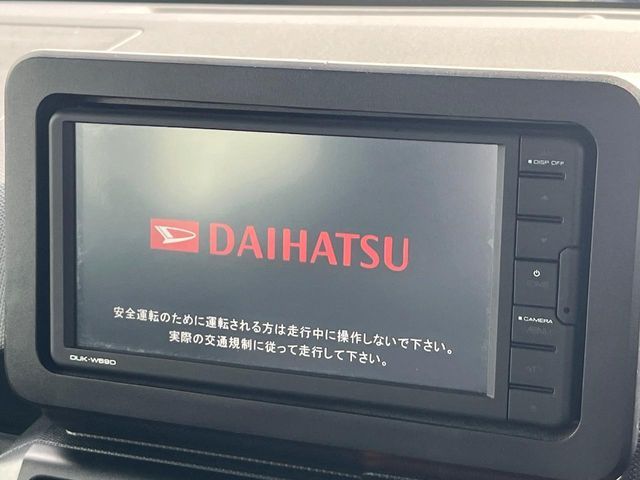 DISP OFF
DAIHATSU
安全運転のために運転される方は走行中に操作しないで下さい。
実際の交通規制に従って走行して下さい。
CAMERA
MENU
DUK-W69D